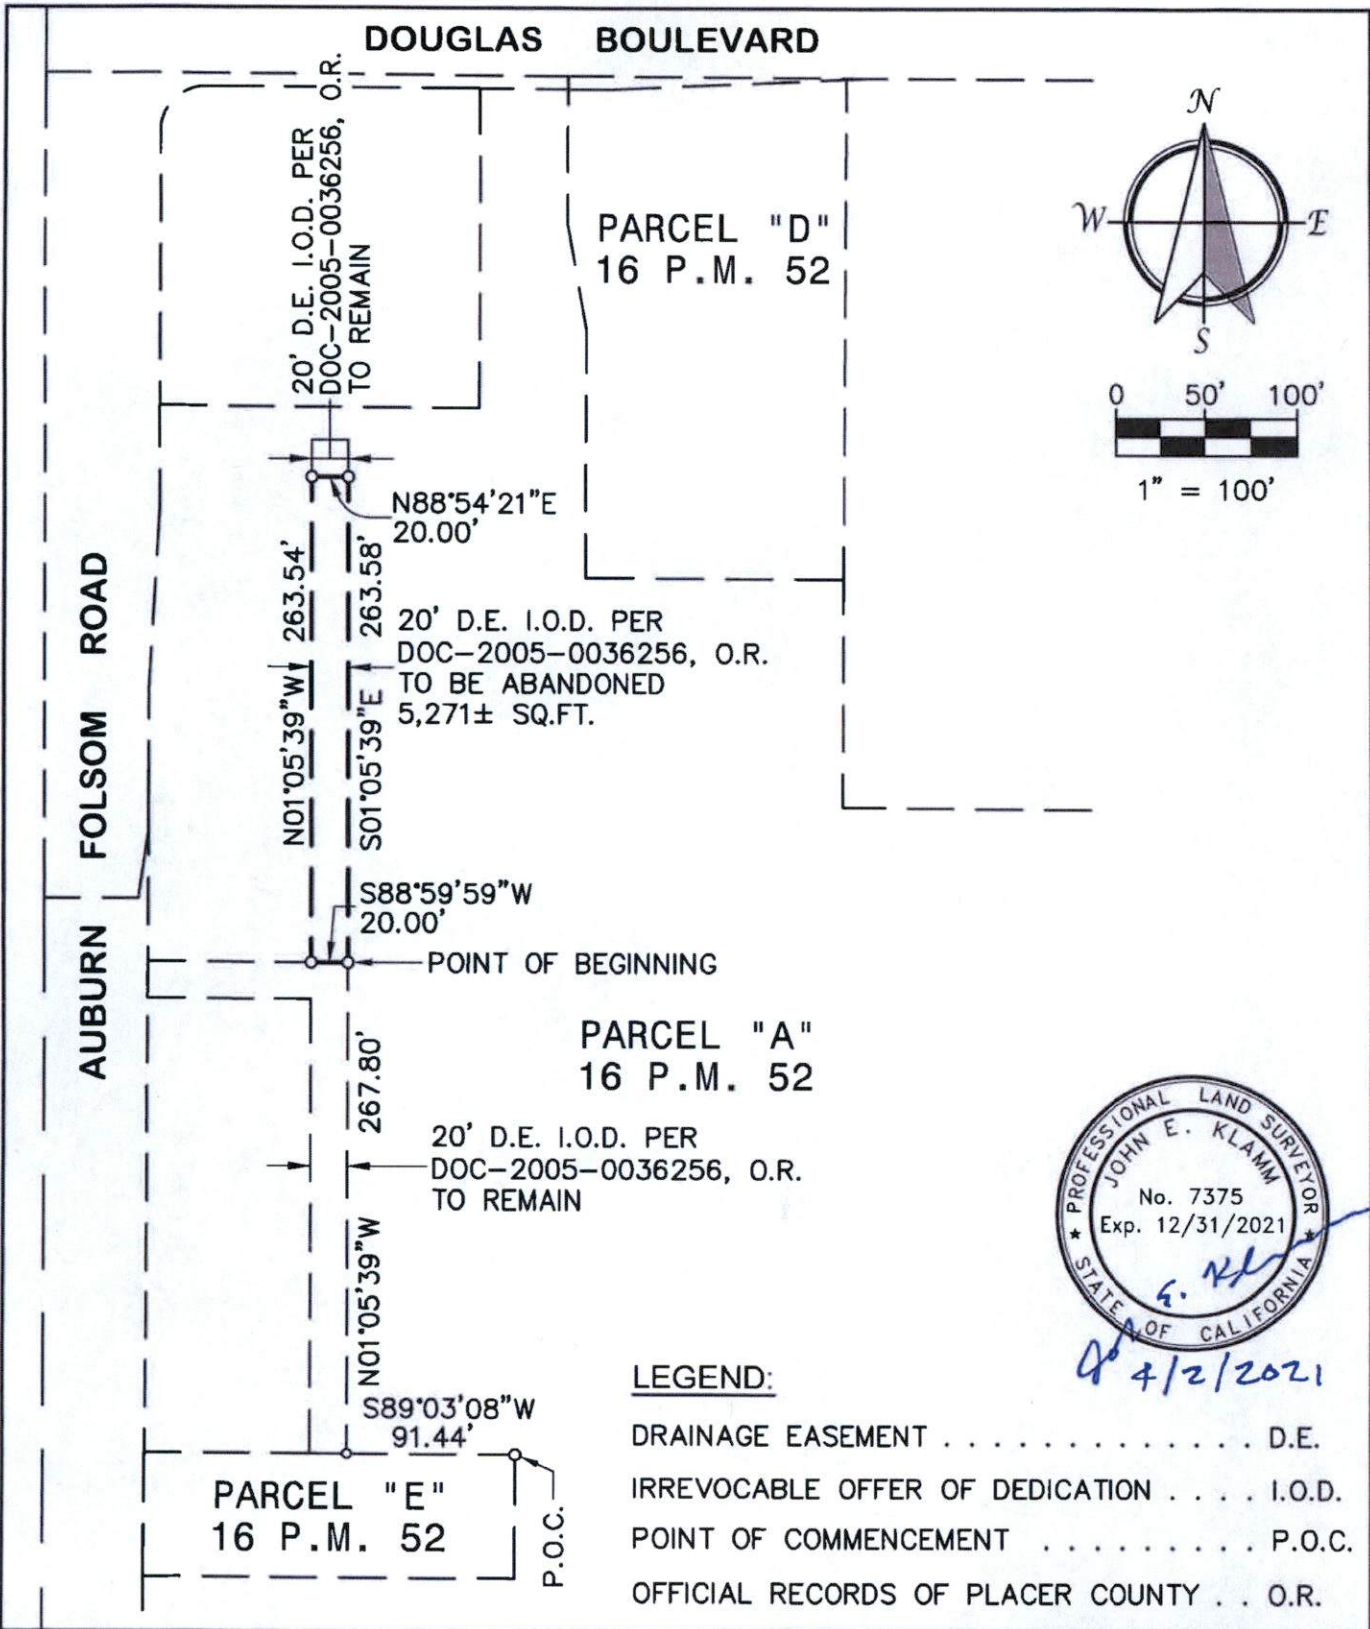 DOUGLAS BOULEVARD
20' D.E. I.O.D. PER
DOC-2005-0036256, O.R.
TO REMAIN
PARCEL "D"
16 P.M. 52
N
W
E
S
0 50' 100'
1" = 100'
N88°54'21"E
20.00'
263.54'
263.58'
N01°05'39"W
S01°05'39"E
20' D.E. I.O.D. PER
DOC-2005-0036256, O.R.
TO BE ABANDONED
5,271± SQ.FT.
AUBURN FOLSOM ROAD
S88°59'59"W
20.00'
POINT OF BEGINNING
PARCEL "A"
16 P.M. 52
267.80'
N01°05'39"W
20' D.E. I.O.D. PER
DOC-2005-0036256, O.R.
TO REMAIN
S89°03'08"W
91.44'
PARCEL "E"
16 P.M. 52
P.O.C.
PROFESSIONAL LAND SURVEYOR
JOHN E. KLAMM
No. 7375
Exp. 12/31/2021
STATE OF CALIFORNIA
4/2/2021
LEGEND:
DRAINAGE EASEMENT . . . . . . . . . . . . . . D.E.
IRREVOCABLE OFFER OF DEDICATION . . . . I.O.D.
POINT OF COMMENCEMENT . . . . . . . . . P.O.C.
OFFICIAL RECORDS OF PLACER COUNTY . . O.R.